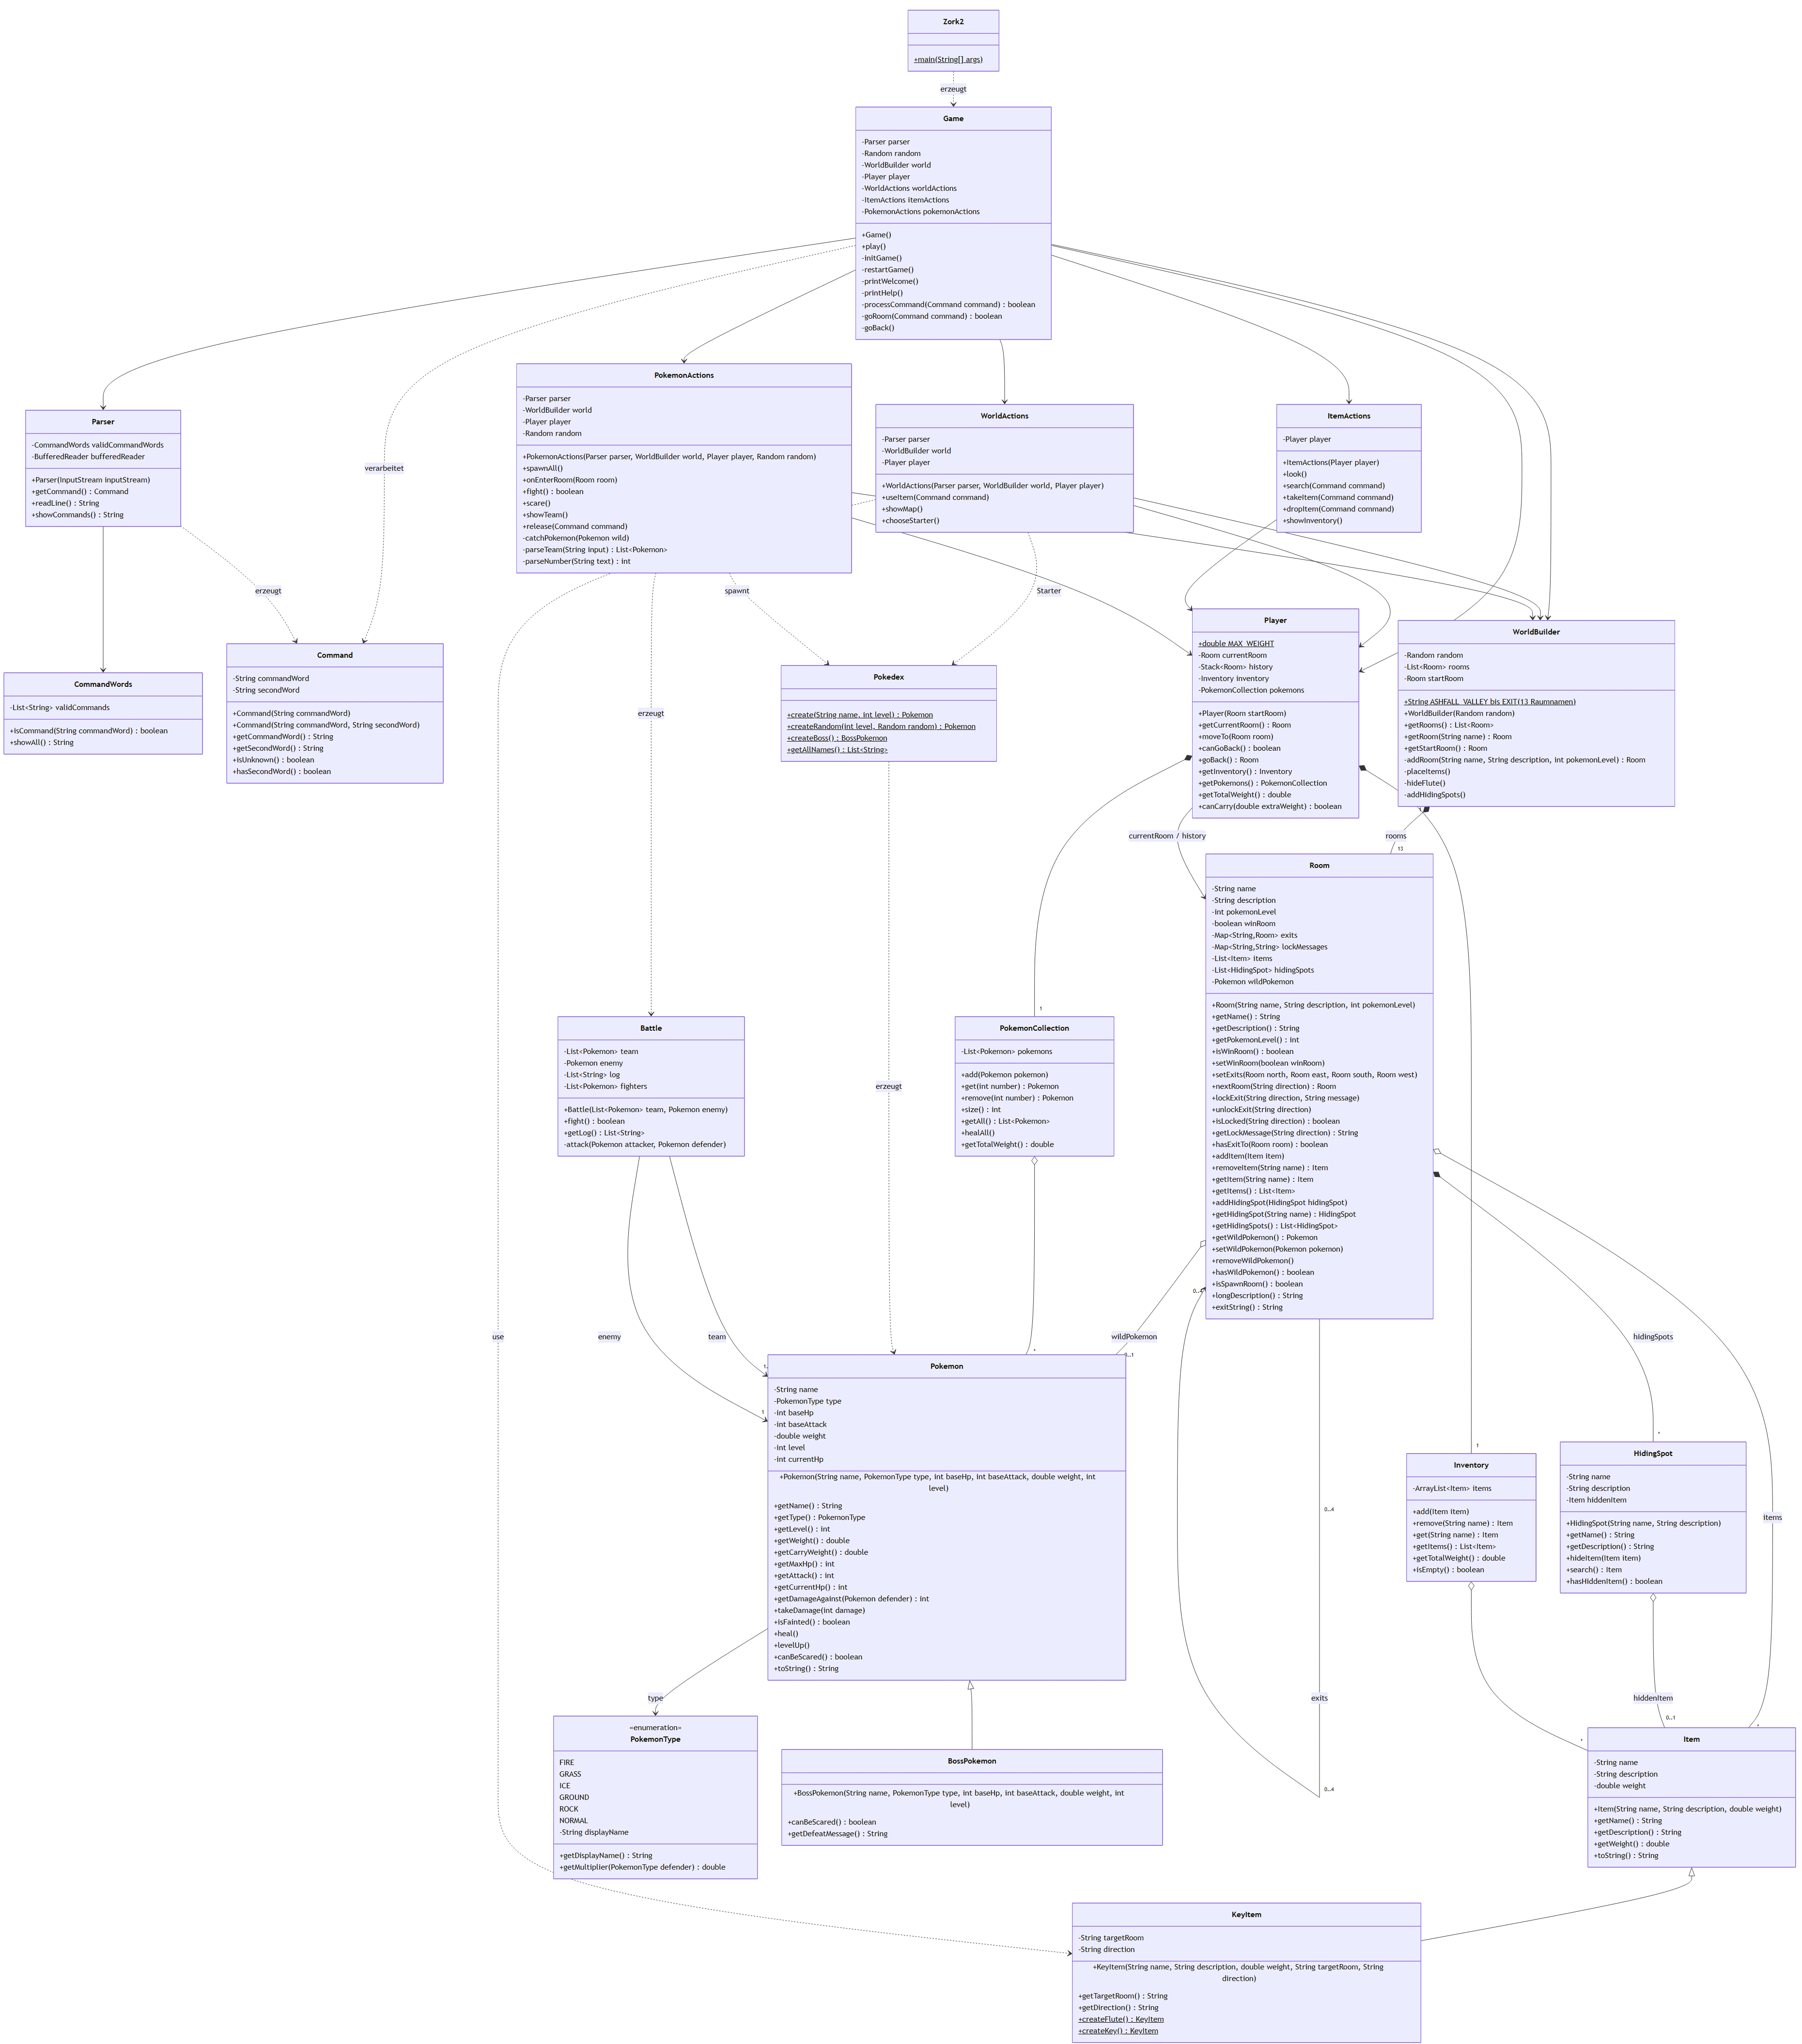 Zork2
+main(String[] args)
erzeugt
Game
-Parser parser
-Random random
-WorldBuilder world
-Player player
-WorldActions worldActions
-ItemActions itemActions
-PokemonActions pokemonActions
+Game()
+play()
-initGame()
-restartGame()
-printWelcome()
-printHelp()
-processCommand(Command command) : boolean
-goRoom(Command command) : boolean
-goBack()
verarbeitet
Parser
-CommandWords validCommandWords
-BufferedReader bufferedReader
+Parser(InputStream inputStream)
+getCommand() : Command
+readLine() : String
+showCommands() : String
PokemonActions
-Parser parser
-WorldBuilder world
-Player player
-Random random
+PokemonActions(Parser parser, WorldBuilder world, Player player, Random random)
+spawnAll()
+onEnterRoom(Room room)
+fight() : boolean
+scare()
+showTeam()
+release(Command command)
-catchPokemon(Pokemon wild)
-parseTeam(String input) : List<Pokemon>
-parseNumber(String text) : int
WorldActions
-Parser parser
-WorldBuilder world
-Player player
+WorldActions(Parser parser, WorldBuilder world, Player player)
+useItem(Command command)
+showMap()
+chooseStarter()
ItemActions
-Player player
+ItemActions(Player player)
+look()
+search(Command command)
+takeItem(Command command)
+dropItem(Command command)
+showInventory()
erzeugt
spawnt
Starter
CommandWords
-List<String> validCommands
+isCommand(String commandWord) : boolean
+showAll() : String
Command
-String commandWord
-String secondWord
+Command(String commandWord)
+Command(String commandWord, String secondWord)
+getCommandWord() : String
+getSecondWord() : String
+isUnknown() : boolean
+hasSecondWord() : boolean
erzeugt
Pokedex
+create(String name, int level) : Pokemon
+createRandom(int level, Random random) : Pokemon
+createBoss() : BossPokemon
+getAllNames() : List<String>
Player
+double MAX_WEIGHT
-Room currentRoom
-Stack<Room> history
-Inventory inventory
-PokemonCollection pokemons
+Player(Room startRoom)
+getCurrentRoom() : Room
+moveTo(Room room)
+canGoBack() : boolean
+goBack() : Room
+getInventory() : Inventory
+getPokemons() : PokemonCollection
+getTotalWeight() : double
+canCarry(double extraWeight) : boolean
WorldBuilder
-Random random
-List<Room> rooms
-Room startRoom
+String ASHFALL_VALLEY bis EXIT(13 Raumnamen)
+WorldBuilder(Random random)
+getRooms() : List<Room>
+getRoom(String name) : Room
+getStartRoom() : Room
-addRoom(String name, String description, int pokemonLevel) : Room
-placeItems()
-hideFlute()
-addHidingSpots()
currentRoom / history
rooms
13
Room
-String name
-String description
-int pokemonLevel
-boolean winRoom
-Map<String,Room> exits
-Map<String,String> lockMessages
-List<Item> items
-List<HidingSpot> hidingSpots
-Pokemon wildPokemon
+Room(String name, String description, int pokemonLevel)
+getName() : String
+getDescription() : String
+getPokemonLevel() : int
+isWinRoom() : boolean
+setWinRoom(boolean winRoom)
+setExits(Room north, Room east, Room south, Room west)
+nextRoom(String direction) : Room
+lockExit(String direction, String message)
+unlockExit(String direction)
+isLocked(String direction) : boolean
+getLockMessage(String direction) : String
+hasExitTo(Room room) : boolean
+addItem(Item item)
+removeItem(String name) : Item
+getItem(String name) : Item
+getItems() : List<Item>
+addHidingSpot(HidingSpot hidingSpot)
+getHidingSpot(String name) : HidingSpot
+getHidingSpots() : List<HidingSpot>
+getWildPokemon() : Pokemon
+setWildPokemon(Pokemon pokemon)
+removeWildPokemon()
+hasWildPokemon() : boolean
+isSpawnRoom() : boolean
+longDescription() : String
+exitString() : String
1
Battle
-List<Pokemon> team
-Pokemon enemy
-List<String> log
-List<Pokemon> fighters
+Battle(List<Pokemon> team, Pokemon enemy)
+fight() : boolean
+getLog() : List<String>
-attack(Pokemon attacker, Pokemon defender)
PokemonCollection
-List<Pokemon> pokemons
+add(Pokemon pokemon)
+get(int number) : Pokemon
+remove(int number) : Pokemon
+size() : int
+getAll() : List<Pokemon>
+healAll()
+getTotalWeight() : double
erzeugt
use
enemy
team
wildPokemon
hidingSpots
*
1
Pokemon
-String name
-PokemonType type
-int baseHp
-int baseAttack
-double weight
-int level
-int currentHp
+Pokemon(String name, PokemonType type, int baseHp, int baseAttack, double weight, int
level)
+getName() : String
+getType() : PokemonType
+getLevel() : int
+getWeight() : double
+getCarryWeight() : double
+getMaxHp() : int
+getAttack() : int
+getCurrentHp() : int
+getDamageAgainst(Pokemon defender) : int
+takeDamage(int damage)
+isFainted() : boolean
+heal()
+levelUp()
+canBeScared() : boolean
+toString() : String
0..4
*
1
Inventory
-ArrayList<Item> items
+add(Item item)
+remove(String name) : Item
+get(String name) : Item
+getItems() : List<Item>
+getTotalWeight() : double
+isEmpty() : boolean
HidingSpot
-String name
-String description
-Item hiddenItem
+HidingSpot(String name, String description)
+getName() : String
+getDescription() : String
+hideItem(Item item)
+search() : Item
+hasHiddenItem() : boolean
items
type
exits
hiddenItem
0..1
*
*
0..4
«enumeration»
PokemonType
FIRE
GRASS
ICE
GROUND
ROCK
NORMAL
-String displayName
+getDisplayName() : String
+getMultiplier(PokemonType defender) : double
BossPokemon
+BossPokemon(String name, PokemonType type, int baseHp, int baseAttack, double weight, int
level)
+canBeScared() : boolean
+getDefeatMessage() : String
Item
-String name
-String description
-double weight
+Item(String name, String description, double weight)
+getName() : String
+getDescription() : String
+getWeight() : double
+toString() : String
KeyItem
-String targetRoom
-String direction
+KeyItem(String name, String description, double weight, String targetRoom, String
direction)
+getTargetRoom() : String
+getDirection() : String
+createFlute() : KeyItem
+createKey() : KeyItem